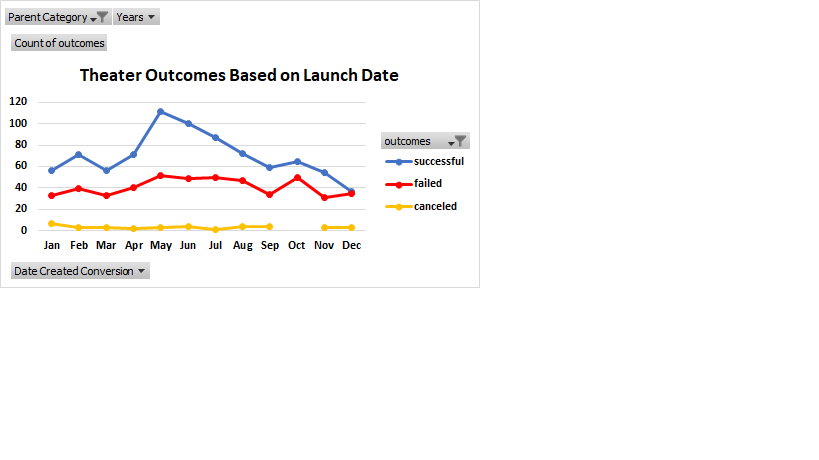 Parent Category Years
Count of outcomes
Theater Outcomes Based on Launch Date
120
100
80
60
40
20
0
Jan Feb Mar Apr May Jun Jul Aug Sep Oct Nov Dec
outcomes
successful
failed
canceled
Date Created Conversion